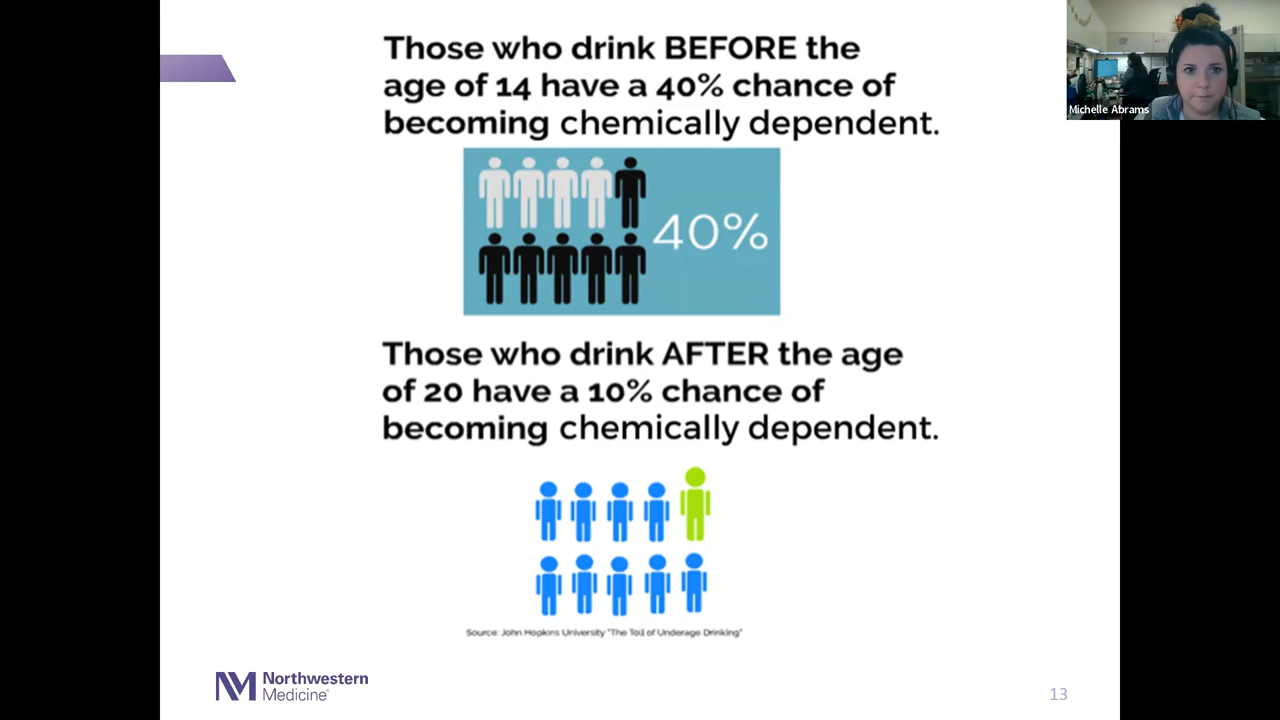 Those who drink BEFORE the
age of 14 have a 40% chance of
becoming chemically dependent.
40%
Those who drink AFTER the age
of 20 have a 10% chance of
becoming chemically dependent.
Source: John Hopkins University "The Toll of Underage Drinking"
Northwestern
Medicine
13
Michelle Abrams